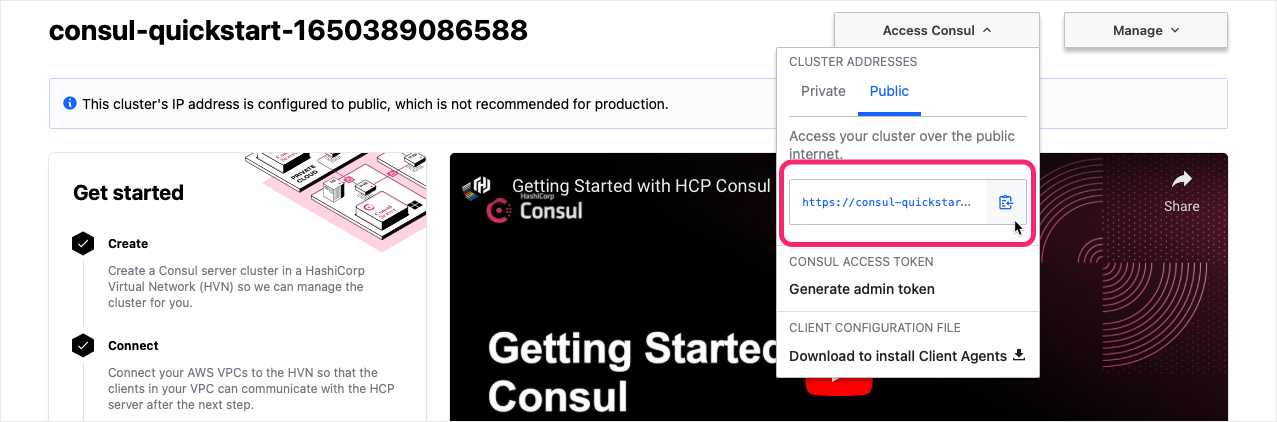 consul-quickstart-1650389086588
Access Consul
Manage
CLUSTER ADDRESSES
Private
Public
This cluster's IP address is configured to public, which is not recommended for production.
Access your cluster over the public
internet.
https://consul-quickstar...
CONSUL ACCESS TOKEN
Generate admin token
CLIENT CONFIGURATION FILE
Download to install Client Agents
Get started
PRIVATE
CLOUD
Consul
Create
Create a Consul server cluster in a HashiCorp
Virtual Network (HVN) so we can manage the
cluster for you.
Connect
Connect your AWS VPCs to the HVN so that the
clients in your VPC can communicate with the HCP
server after the next step.
Getting Started with HCP Consul
HashiCorp
Consul
Share
Getting Started
Consul